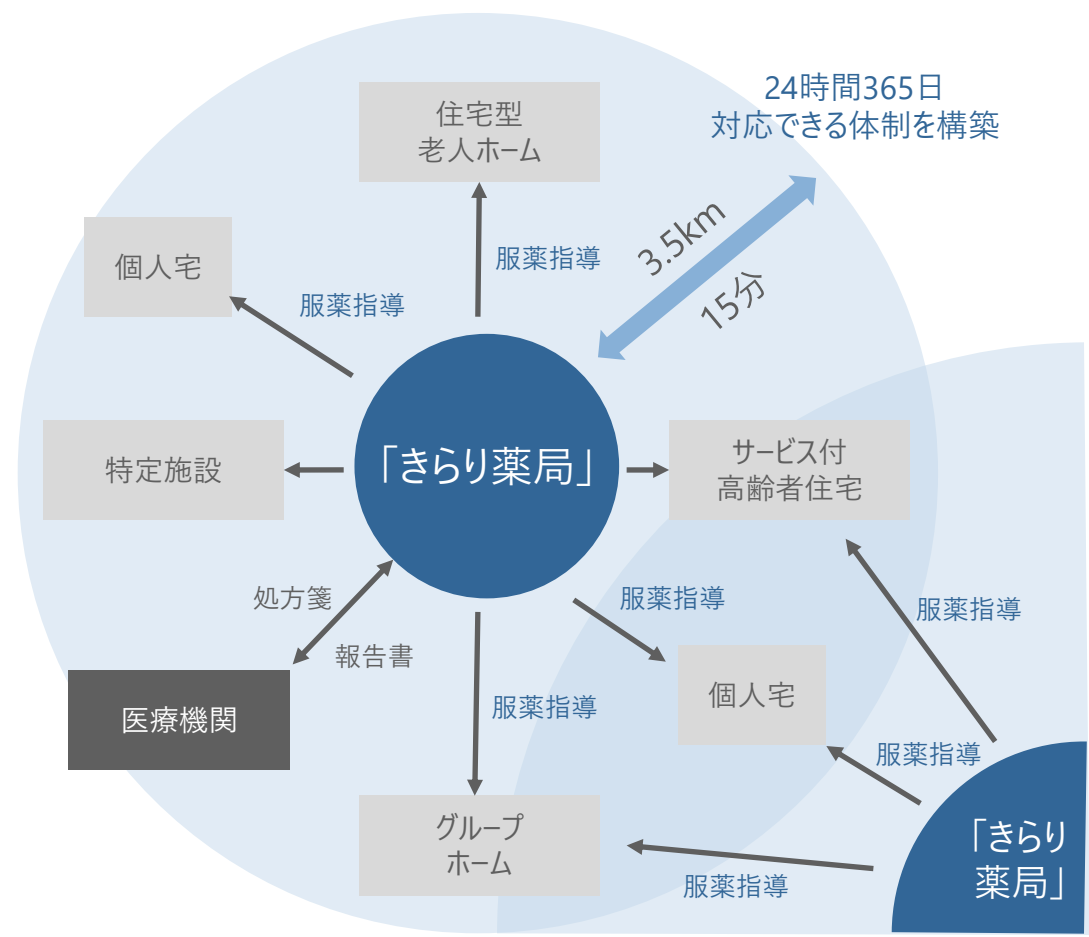 24時間365日
対応できる体制を構築
住宅型
老人ホーム
3.5km
15分
個人宅
服薬指導
服薬指導
特定施設
「きらり薬局」
サービス付
高齢者住宅
処方箋
報告書
服薬指導
服薬指導
医療機関
服薬指導
個人宅
服薬指導
グループ
ホーム
服薬指導
「きらり
薬局」